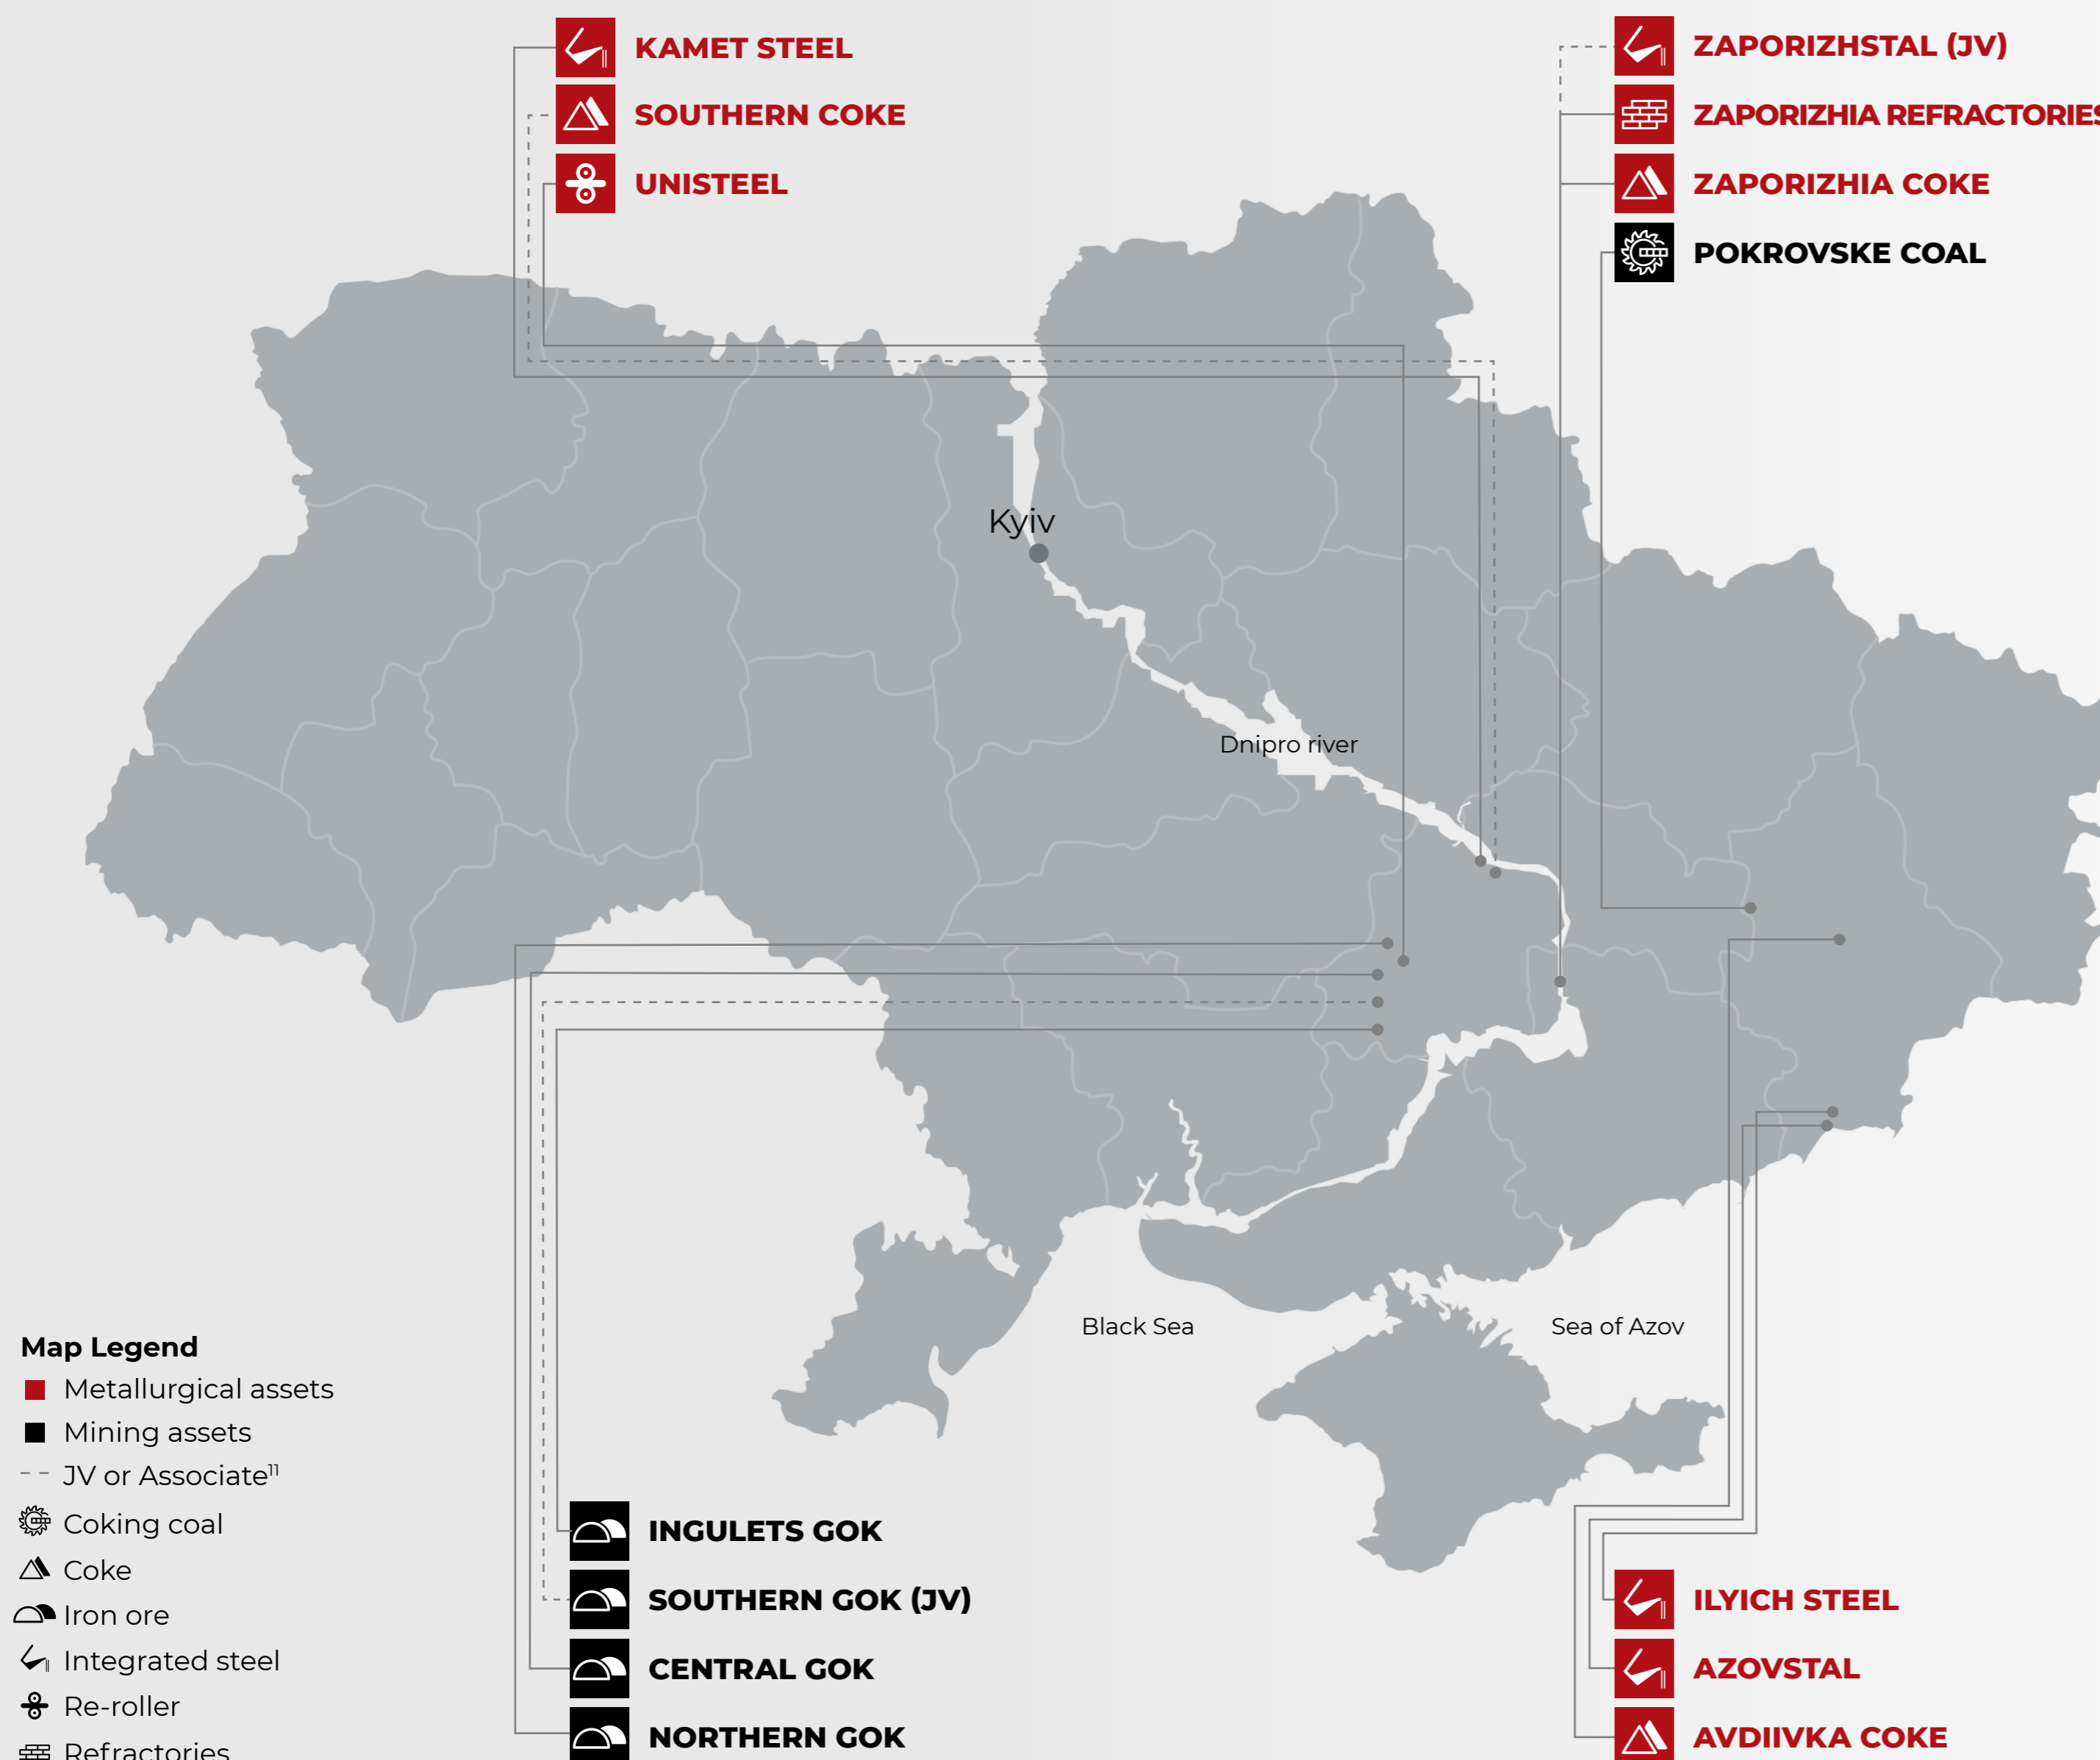 KAMET STEEL
SOUTHERN COKE
UNISTEEL
ZAPORIZHSTAL (JV)
ZAPORIZHIA REFRACTORIES
ZAPORIZHIA COKE
POKROVSKE COAL
Kyiv
Dnipro river
Black Sea
Sea of Azov
Map Legend
Metallurgical assets
Mining assets
JV or Associate¹¹
Coking coal
Coke
Iron ore
Integrated steel
Re-roller
Refractories
INGULETS GOK
SOUTHERN GOK (JV)
CENTRAL GOK
NORTHERN GOK
ILYICH STEEL
AZOVSTAL
AVDIIVKA COKE